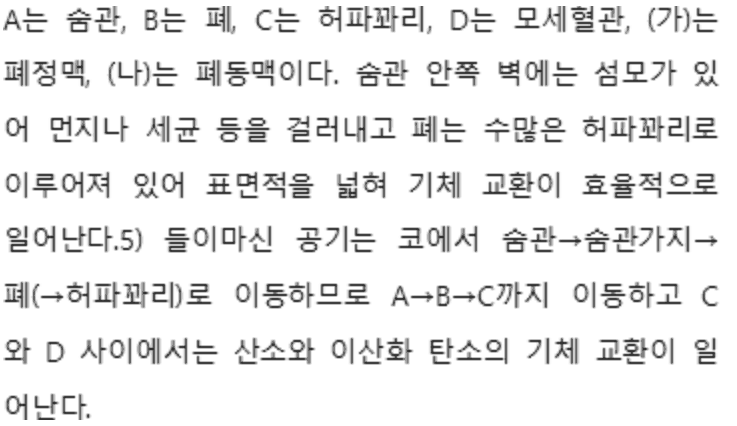 A는 숨관, B는 폐, C는 허파꽈리, D는 모세혈관, (가)는
폐정맥, (나)는 폐동맥이다. 숨관 안쪽 벽에는 섬모가 있
어 먼지나 세균 등을 걸러내고 폐는 수많은 허파꽈리로
이루어져 있어 표면적을 넓혀 기체 교환이 효율적으로
일어난다.5) 들이마신 공기는 코에서 숨관→숨관가지→
폐(→허파꽈리)로 이동하므로 A→B→C까지 이동하고 C
와 D 사이에서는 산소와 이산화 탄소의 기체 교환이 일
어난다.